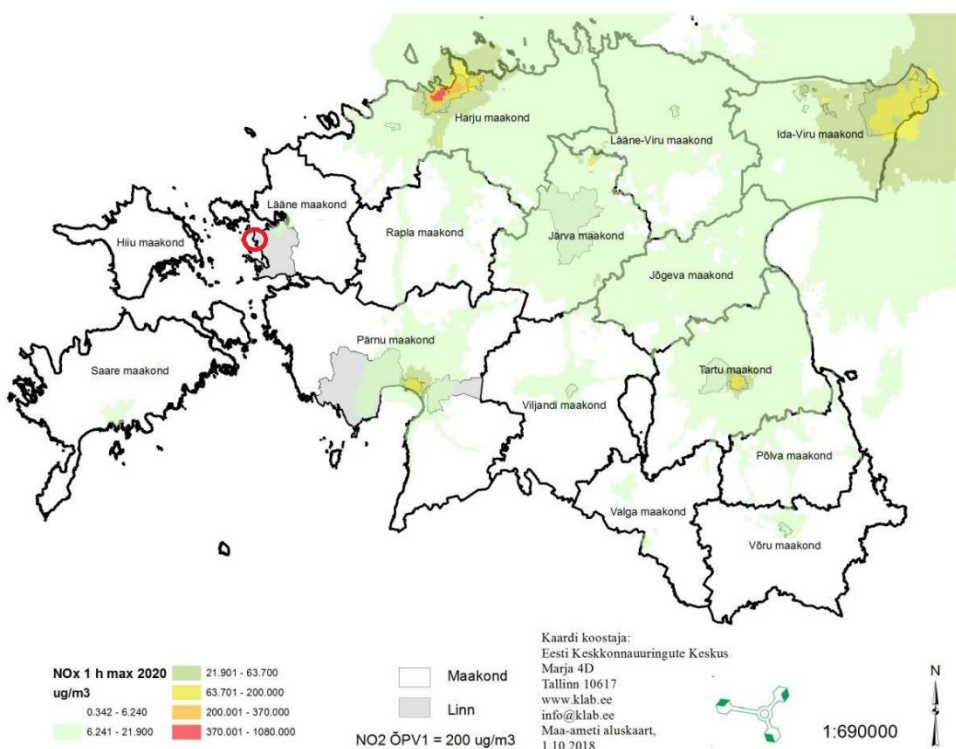 Harju maakond
Lääne-Viru maakond
Ida-Viru maakond
Lääne maakond
Hiiu maakond
Rapla maakond
Järva maakond
Jõgeva maakond
Pärnu maakond
Saare maakond
Viljandi maakond
Tartu maakond
Põlva maakond
Valga maakond
Võru maakond
NOx 1 h max 2020
ug/m3
0.342 - 6.240
6.241 - 21.900
21.901 - 63.700
63.701 - 200.000
200.001 - 370.000
370.001 - 1080.000
Maakond
Linn
NO2 ÕPV1 = 200 ug/m3
Kaardi koostaja:
Eesti Keskkonnauuringute Keskus
Marja 4D
Tallinn 10617
www.klab.ee
info@klab.ee
Maa-ameti aluskaart,
1.10.2018
1:690000
N